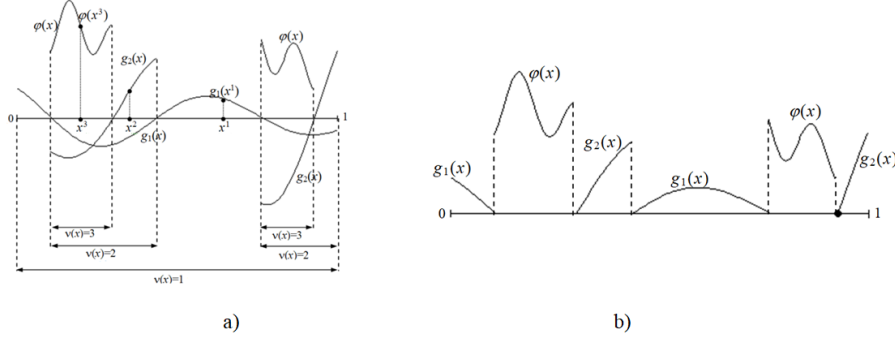 φ(x)
φ(x³)
g₂(x)
φ(x)
g₁(x¹)
0
x³
x²
g₁(x)
x¹
1
g₂(x)
ν(x)=3
ν(x)=3
ν(x)=2
ν(x)=2
ν(x)=1
a)
φ(x)
φ(x)
g₂(x)
g₁(x)
g₁(x)
g₂(x)
0
1
b)